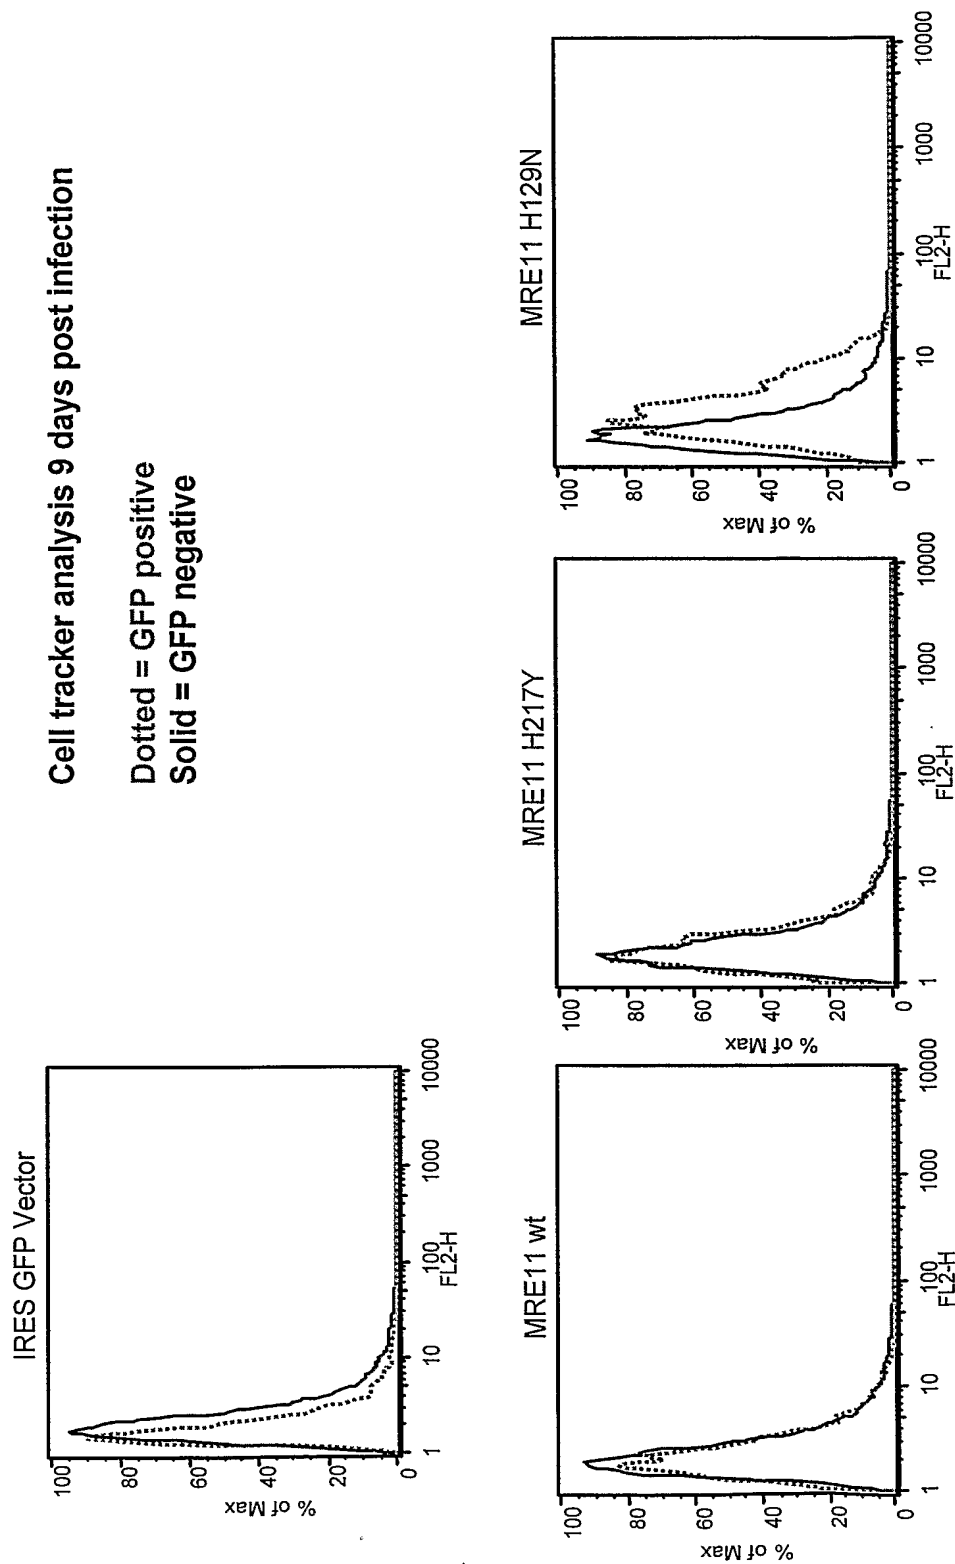 Cell tracker analysis 9 days post infection
Dotted = GFP positive
Solid = GFP negative
IRES GFP Vector
% of Max
100
80
60
40
20
0
1
10
100
1000
10000
FL2-H
MRE11 wt
% of Max
100
80
60
40
20
0
1
10
100
1000
10000
FL2-H
MRE11 H217Y
% of Max
100
80
60
40
20
0
1
10
100
1000
10000
FL2-H
MRE11 H129N
% of Max
100
80
60
40
20
0
1
10
100
1000
10000
FL2-H